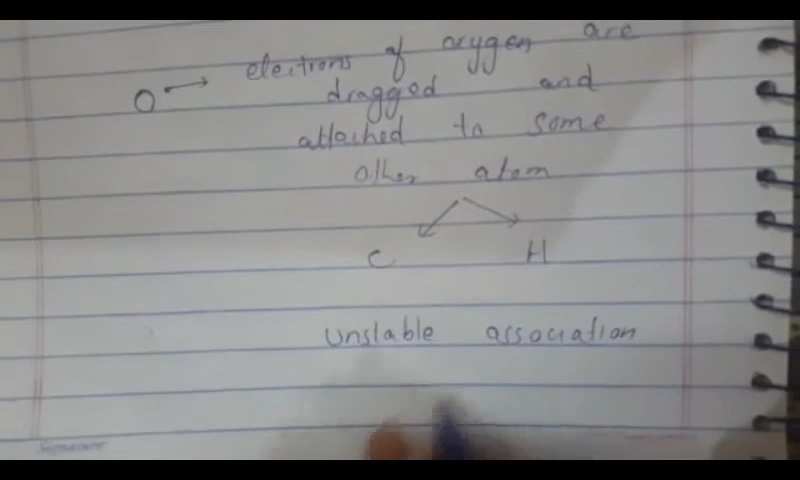 O → electrons of oxygen are
dragged and
attached to some
other atom
C H
unstable association